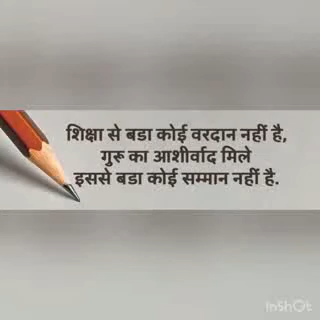 शिक्षा से बडा कोई वरदान नहीं है,
गुरू का आशीर्वाद मिले
इससे बडा कोई सम्मान नहीं है.
InShOt